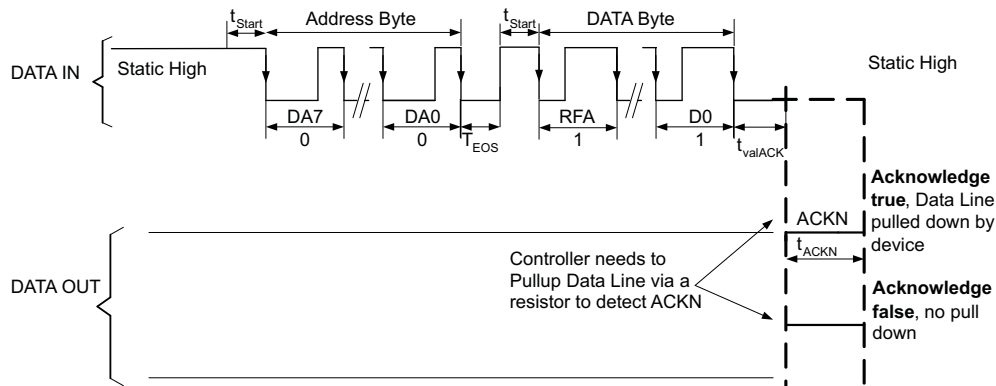 tStart Address Byte tStart DATA Byte
DATA IN Static High Static High
DA7 DA0 RFA D0
0 0 TEOS 1 1 tvalACK
Acknowledge
true, Data Line
pulled down by
device
ACKN
tACKN
Controller needs to
Pullup Data Line via a
resistor to detect ACKN
DATA OUT
Acknowledge
false, no pull
down